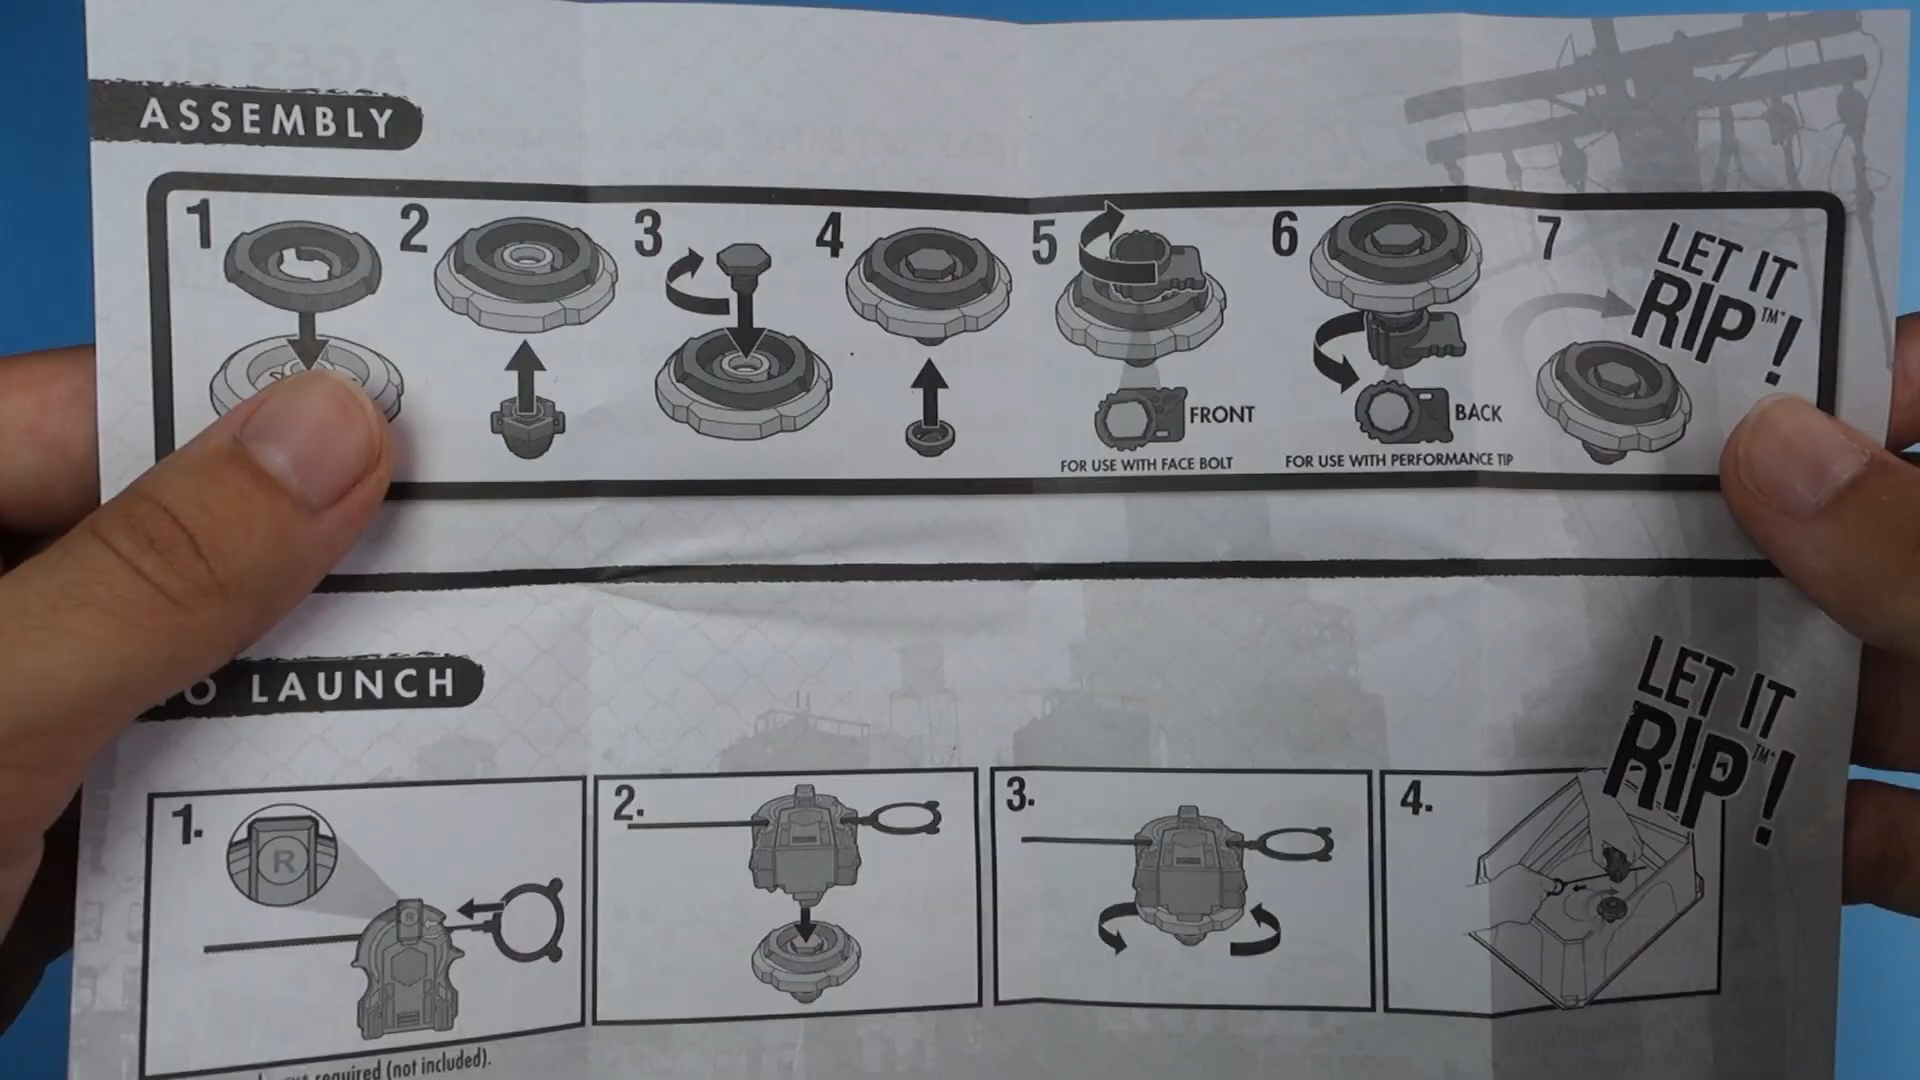 ASSEMBLY
1
2
3
4
5
6
7
LET IT
RIP™*!
FRONT
FOR USE WITH FACE BOLT
BACK
FOR USE WITH PERFORMANCE TIP
O LAUNCH
LET IT
RIP™*!
1.
R
R
2.
3.
4.
required (not included).